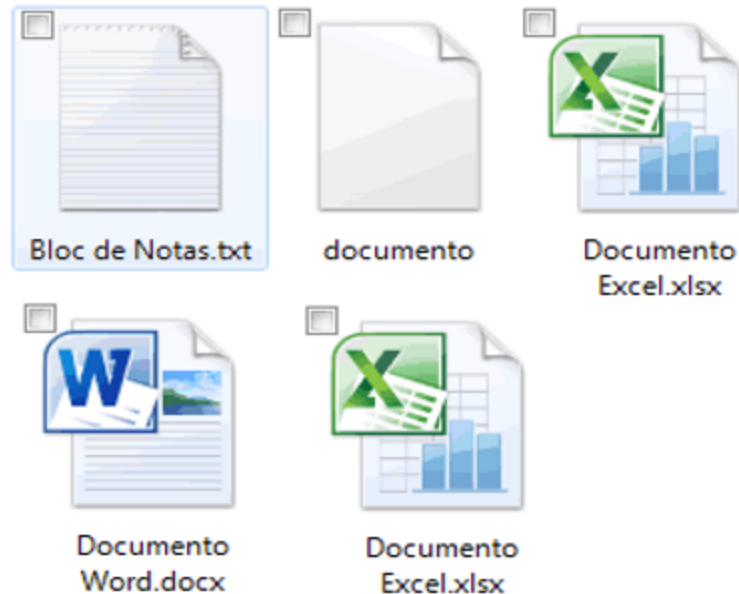 Bloc de Notas.txt
documento
Documento
Excel.xlsx
Documento
Word.docx
Documento
Excel.xlsx